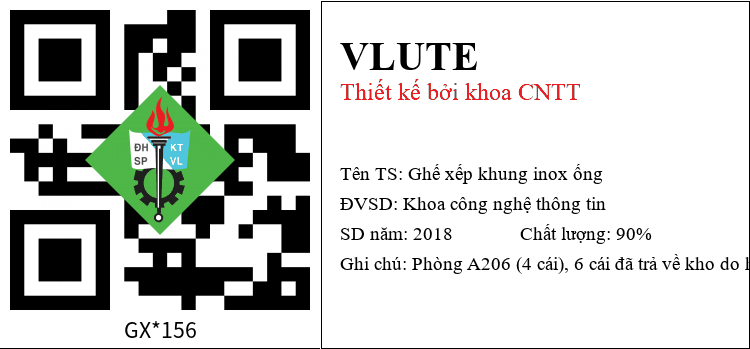 ĐH KT
SP VL
GX*156
VLUTE
Thiết kế bởi khoa CNTT
Tên TS: Ghế xếp khung inox ống
ĐVSD: Khoa công nghệ thông tin
SD năm: 2018 Chất lượng: 90%
Ghi chú: Phòng A206 (4 cái), 6 cái đã trả về kho do